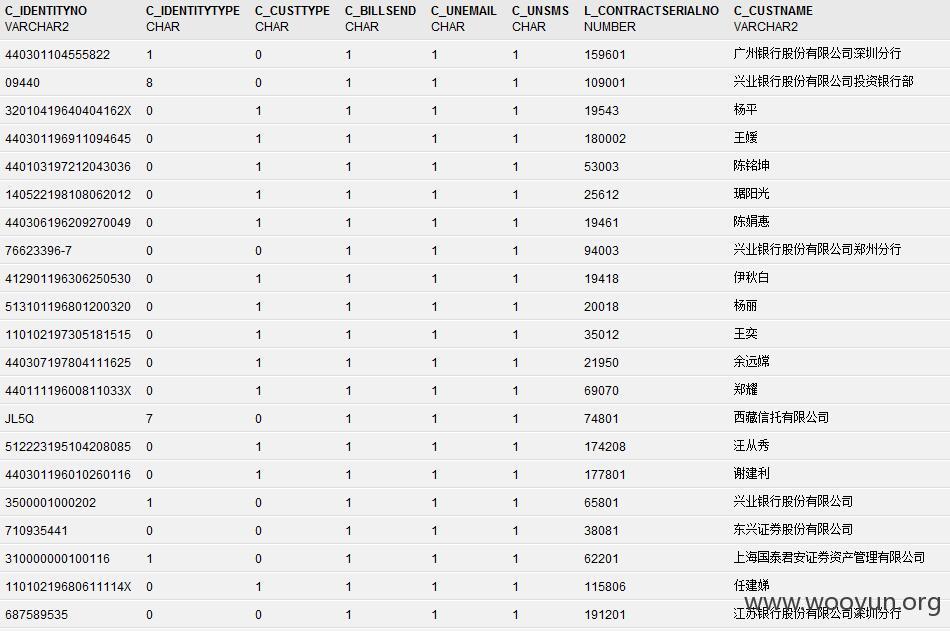 C_IDENTITYNO C_IDENTITYTYPE C_CUSTTYPE C_BILLSEND C_UNEMAIL C_UNSMS L_CONTRACTSERIALNO C_CUSTNAME
VARCHAR2 CHAR CHAR CHAR CHAR CHAR NUMBER VARCHAR2
440301104555822 1 0 1 1 1 159601 广州银行股份有限公司深圳分行
09440 8 0 1 1 1 109001 兴业银行股份有限公司投资银行部
32010419640404162X 0 1 1 1 1 19543 杨平
440301196911094645 0 1 1 1 1 180002 王媛
440103197212043036 0 1 1 1 1 53003 陈铭坤
140522198108062012 0 1 1 1 1 25612 琚阳光
440306196209270049 0 1 1 1 1 19461 陈娟惠
76623396-7 0 0 1 1 1 94003 兴业银行股份有限公司郑州分行
412901196306250530 0 1 1 1 1 19418 伊秋白
513101196801200320 0 1 1 1 1 20018 杨丽
110102197305181515 0 1 1 1 1 35012 王奕
440307197804111625 0 1 1 1 1 21950 余远嫦
44011119600811033X 0 1 1 1 1 69070 郑耀
JL5Q 7 0 1 1 1 74801 西藏信托有限公司
512223195104208085 0 1 1 1 1 174208 汪从秀
440301196010260116 0 1 1 1 1 177801 谢建利
3500001000202 1 0 1 1 1 65801 兴业银行股份有限公司
710935441 0 0 1 1 1 38081 东兴证券股份有限公司
310000000100116 1 0 1 1 1 62201 上海国泰君安证券资产管理有限公司
11010219680611114X 0 1 1 1 1 115806 任建娣
687589535 0 0 1 1 1 191201 江苏银行股份有限公司深圳分行
www.wooyun.org